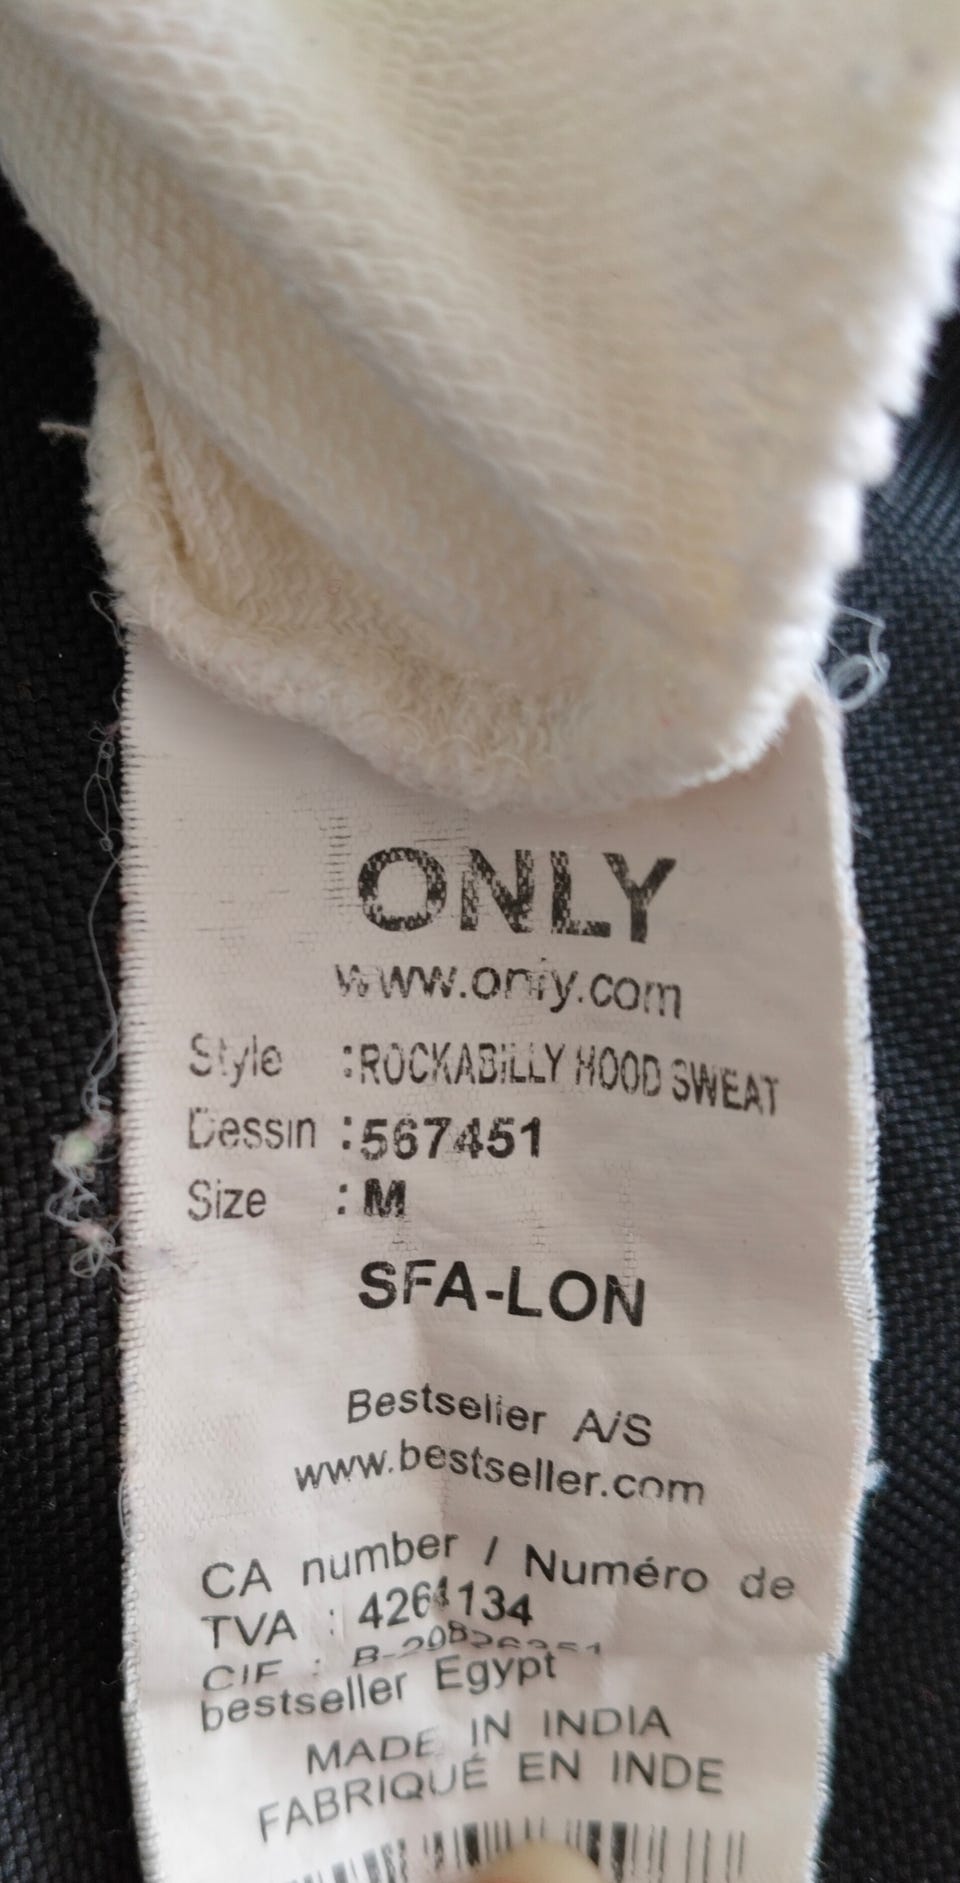 ONLY
www.only.com
Style :ROCKABILLY HOOD SWEAT
Dessin :567451
Size :M
SFA-LON
Bestseller A/S
www.bestseller.com
CA number / Numéro de
TVA :
CIF :
bestseller Egypt
MADE IN INDIA
FABRIQUÉ EN INDE